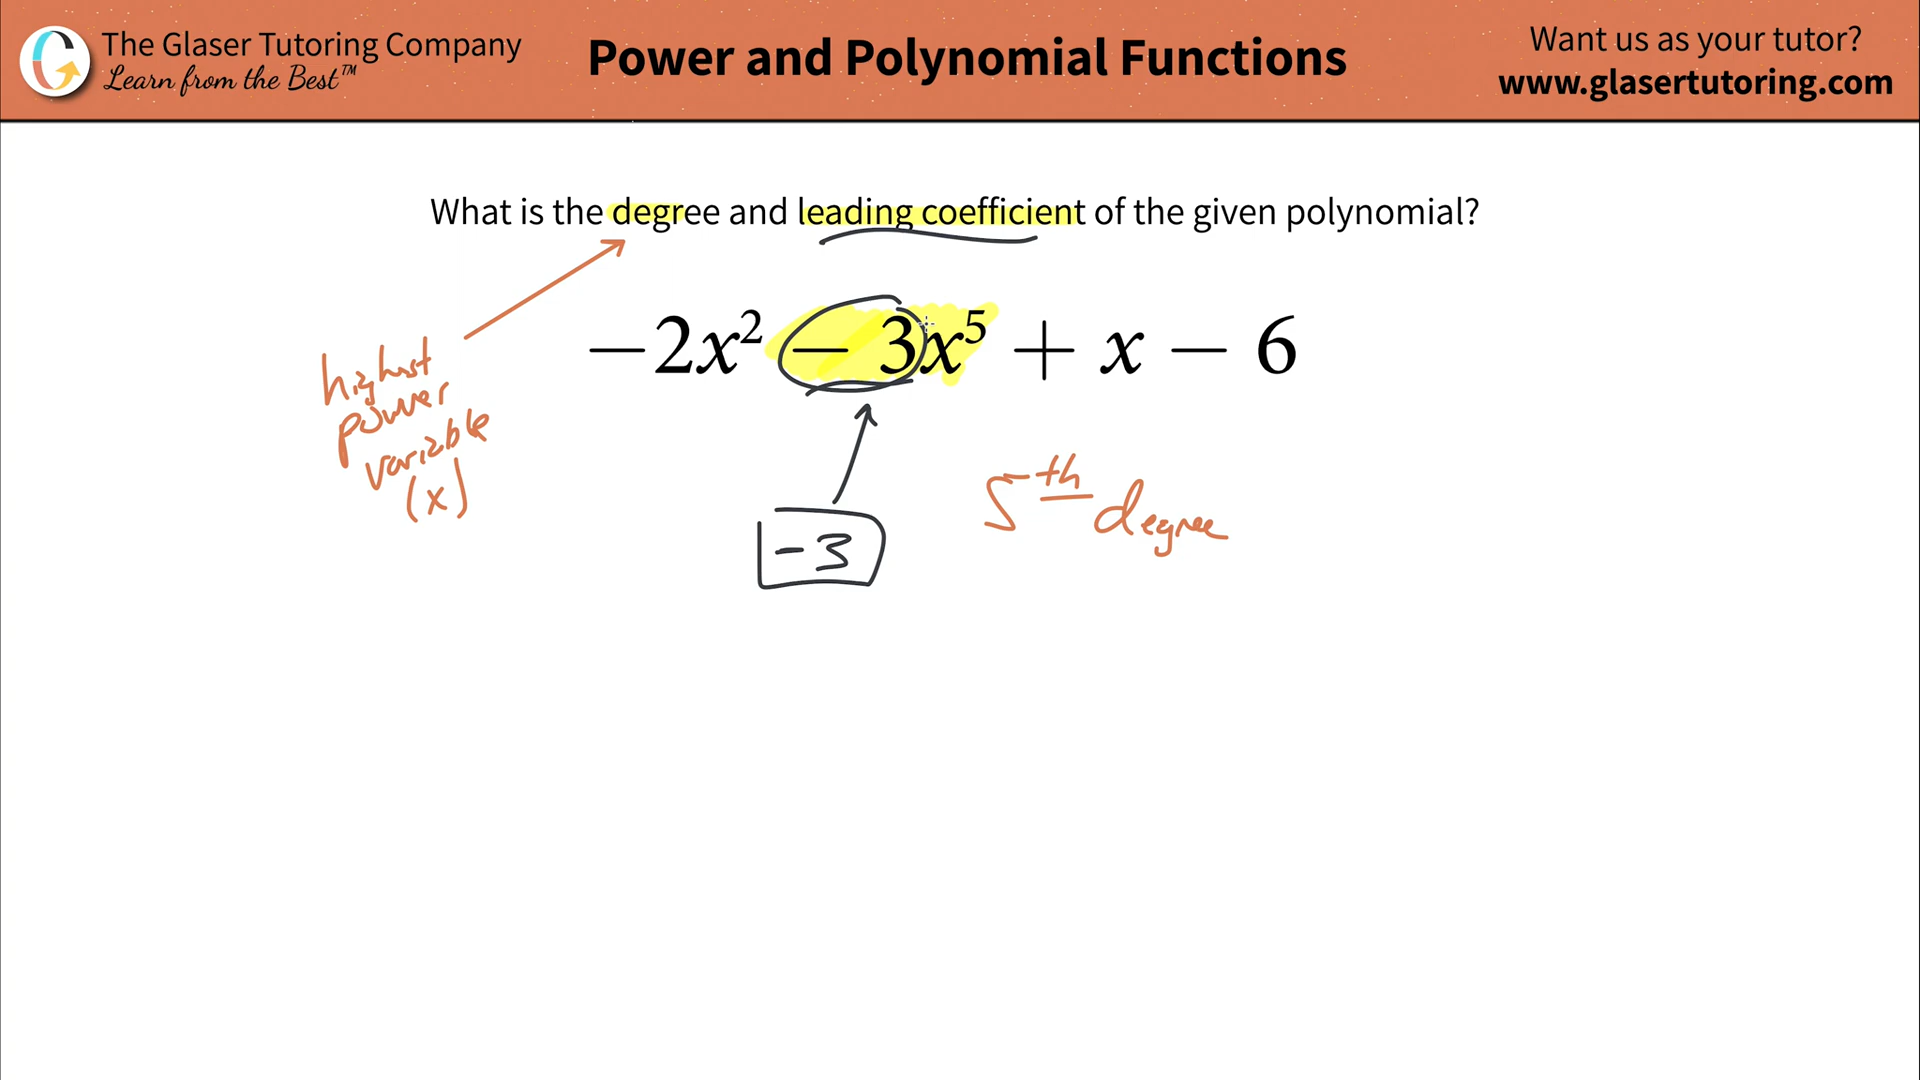 The Glaser Tutoring Company
Learn from the Best™
Power and Polynomial Functions
Want us as your tutor?
www.glasertutoring.com
What is the degree and leading coefficient of the given polynomial?
−2x² − 3x⁵ + x − 6
highest
power
variable
(x)
5th degree
-3